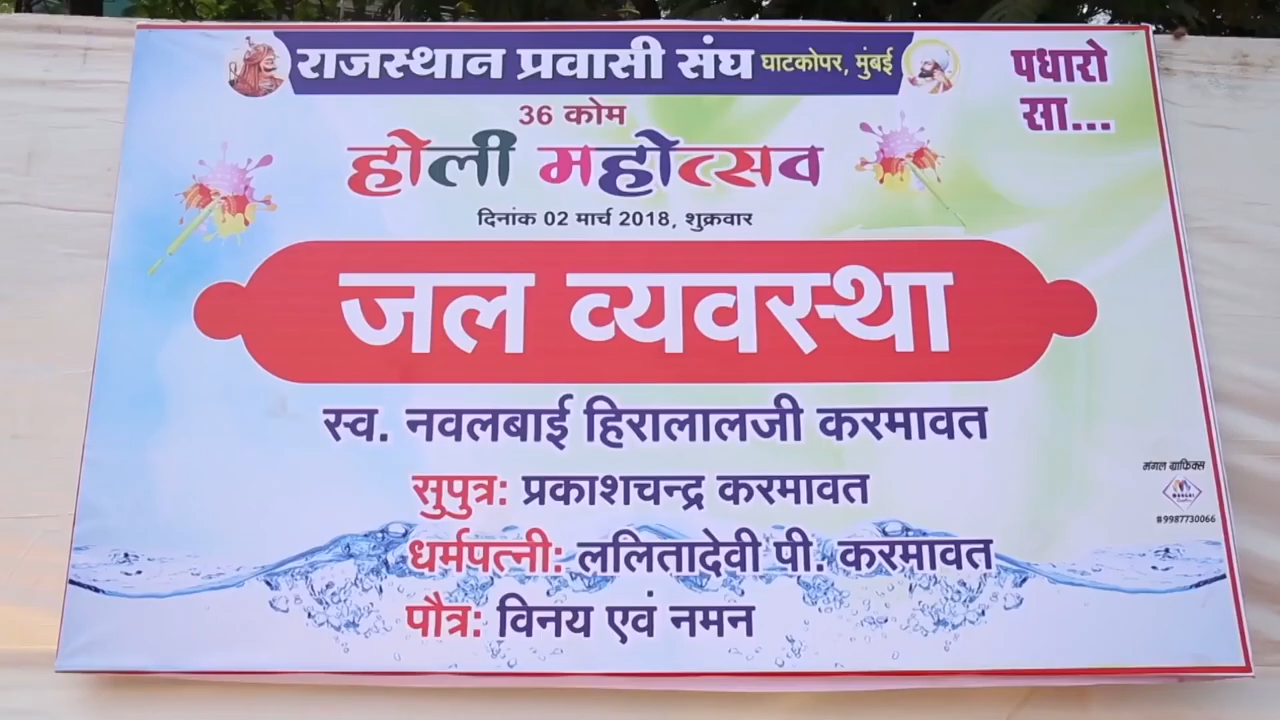 राजस्थान प्रवासी संघ घाटकोपर, मुंबई
पधारो
सा...
36 कोम
होली महोत्सव
दिनांक 02 मार्च 2018, शुक्रवार
जल व्यवस्था
स्व. नवलबाई हिरालालजी करमावत
सुपुत्र: प्रकाशचन्द्र करमावत
धर्मपत्नी: ललितादेवी पी. करमावत
पौत्र: विनय एवं नमन
मंगल ग्राफिक्स
#9987730066